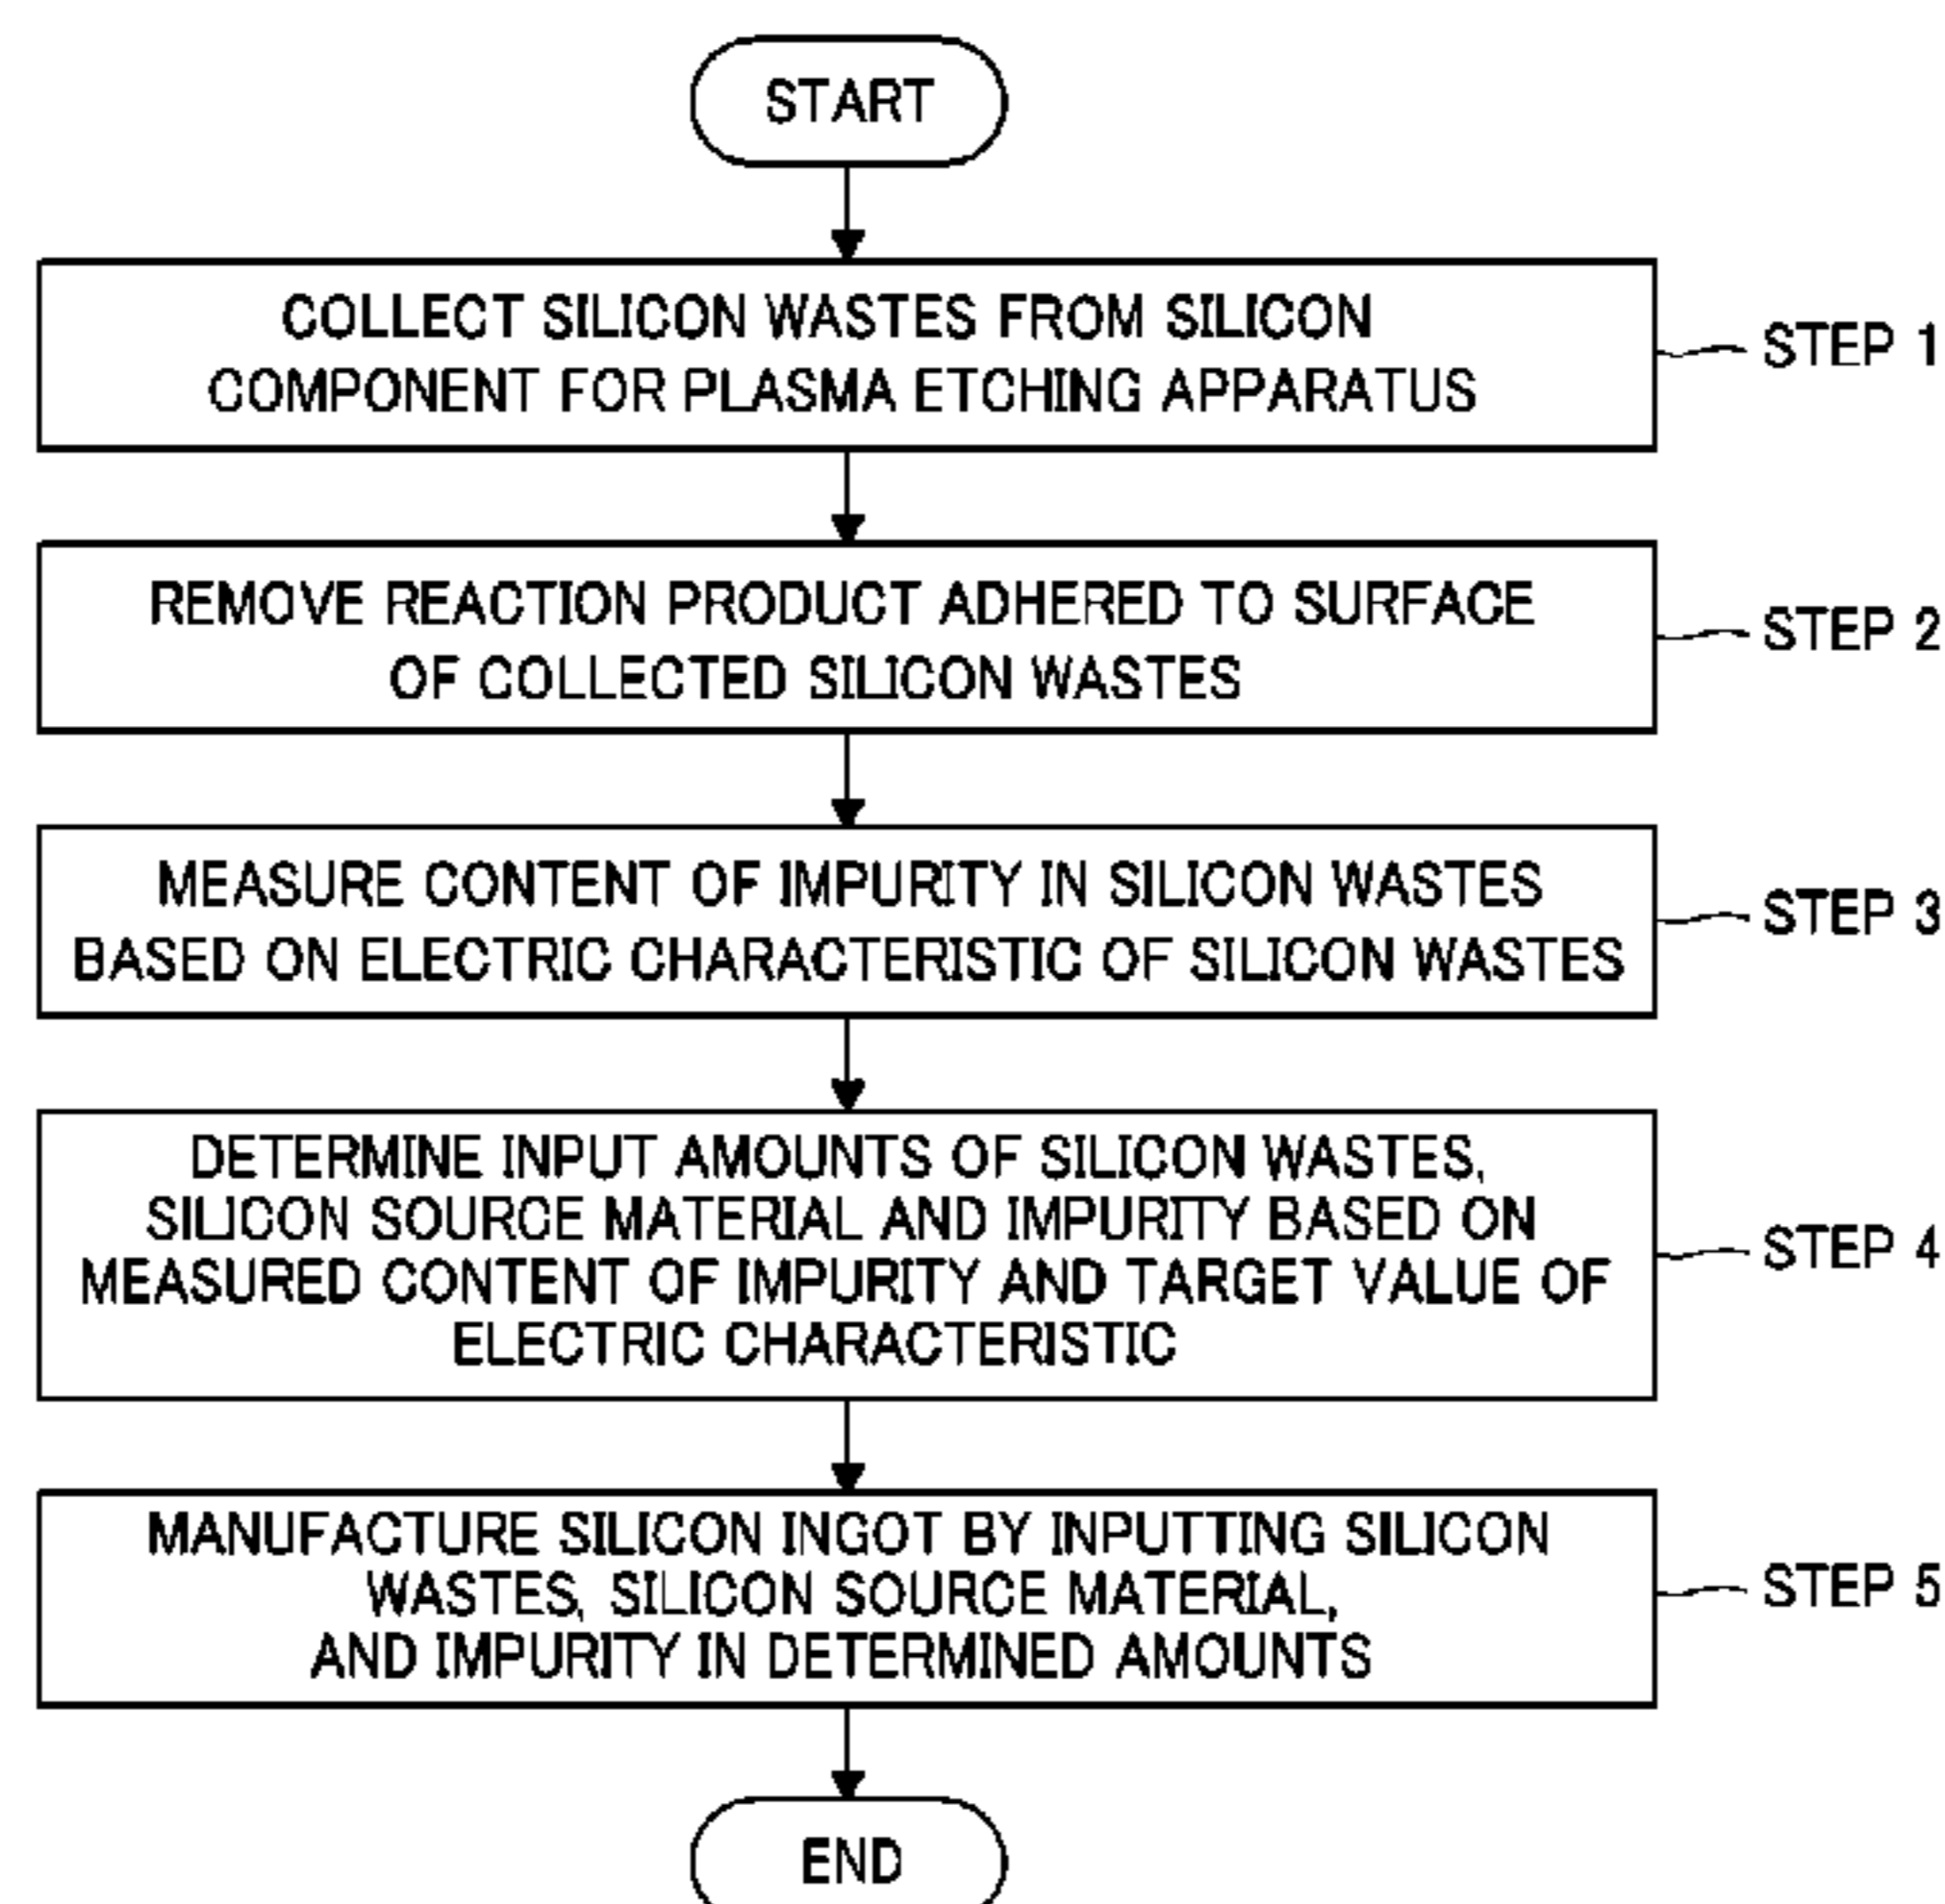 START
COLLECT SILICON WASTES FROM SILICON
COMPONENT FOR PLASMA ETCHING APPARATUS
STEP 1
REMOVE REACTION PRODUCT ADHERED TO SURFACE
OF COLLECTED SILICON WASTES
STEP 2
MEASURE CONTENT OF IMPURITY IN SILICON WASTES
BASED ON ELECTRIC CHARACTERISTIC OF SILICON WASTES
STEP 3
DETERMINE INPUT AMOUNTS OF SILICON WASTES,
SILICON SOURCE MATERIAL AND IMPURITY BASED ON
MEASURED CONTENT OF IMPURITY AND TARGET VALUE OF
ELECTRIC CHARACTERISTIC
STEP 4
MANUFACTURE SILICON INGOT BY INPUTTING SILICON
WASTES, SILICON SOURCE MATERIAL,
AND IMPURITY IN DETERMINED AMOUNTS
STEP 5
END